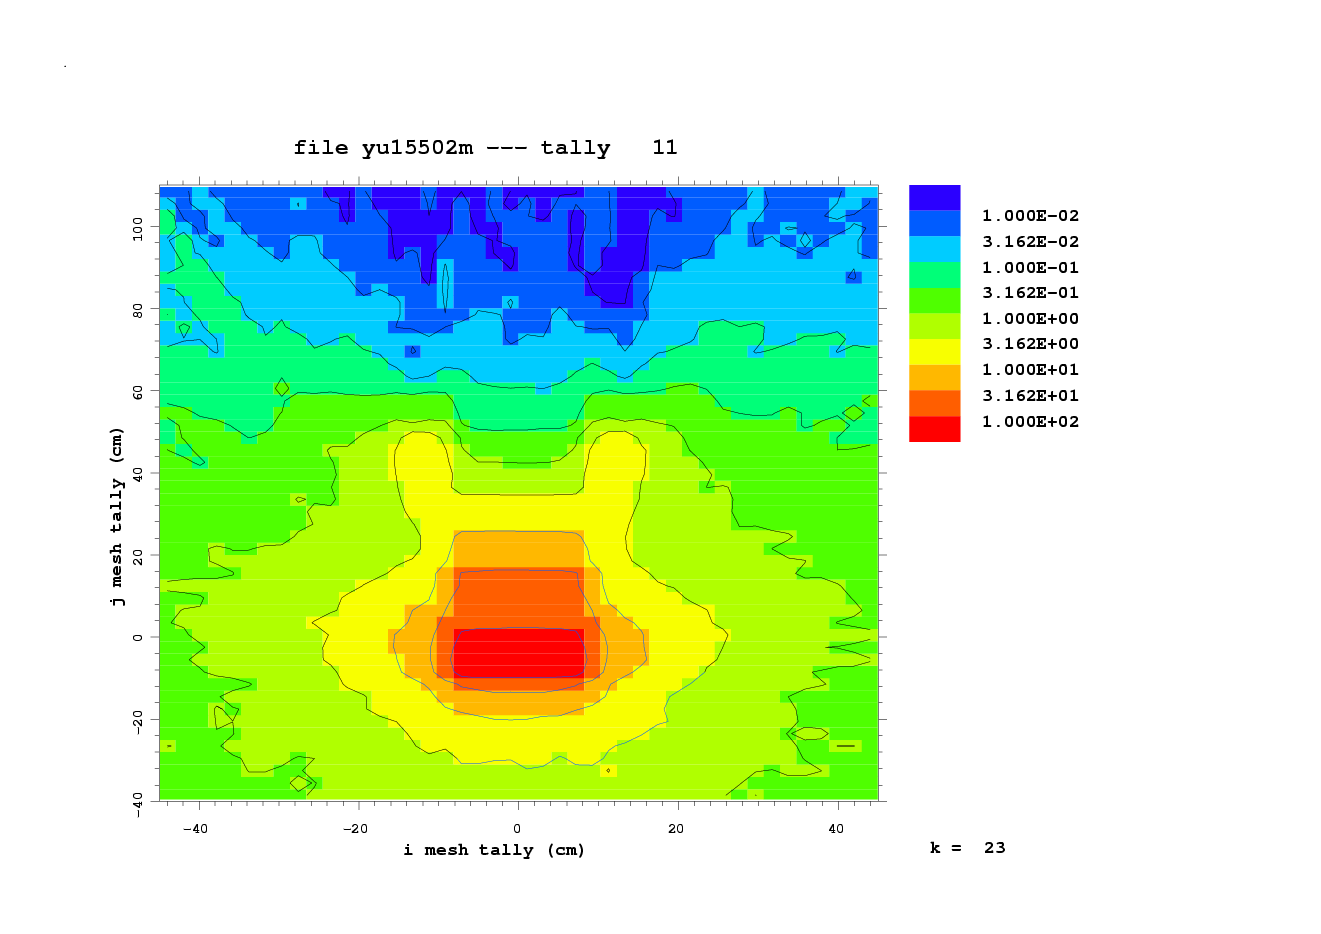 file yu15502m --- tally 11
1.000E-02
3.162E-02
1.000E-01
3.162E-01
1.000E+00
3.162E+00
1.000E+01
3.162E+01
1.000E+02
100
80
60
40
20
0
-20
-40
j mesh tally (cm)
-40 -20 0 20 40
i mesh tally (cm)
k = 23